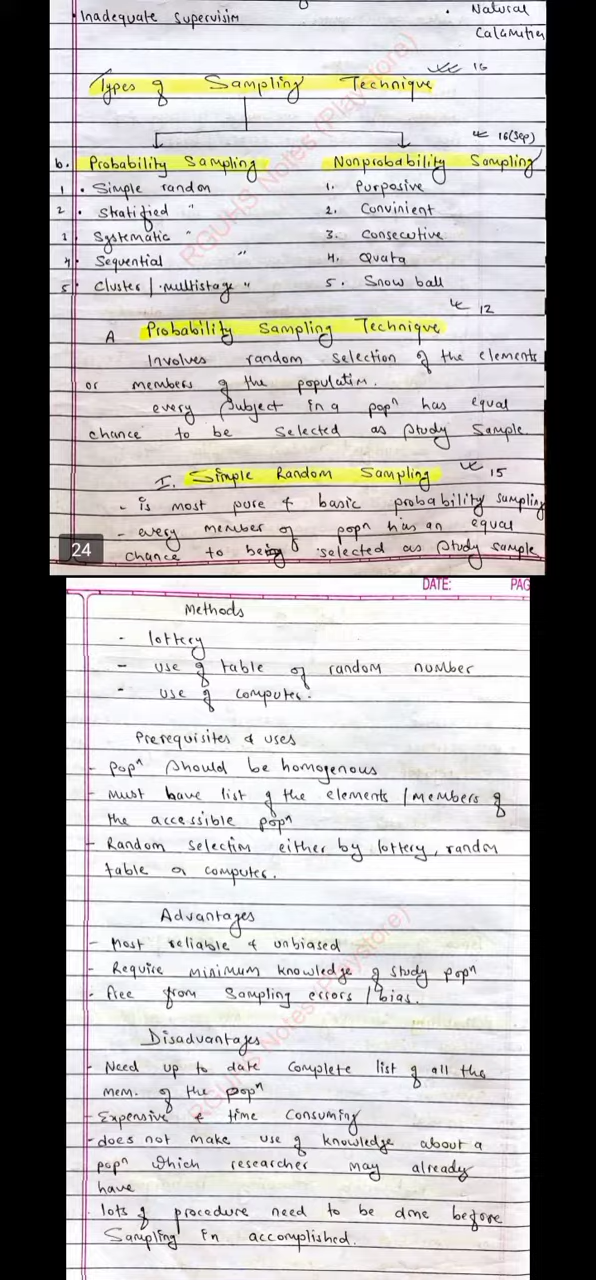 Inadequate Supervisim
Natural
Calamities
Types of Sampling Technique 16
16(Sep)
b. Probability Sampling Nonprobability Sampling
1. Simple random 1. Purposive
2. Stratified " 2. Convinient
3. Systematic " 3. Consecutive
4. Sequential " 4. Quata
5. Cluster / multistage " 5. Snow ball
12
A Probability Sampling Technique
Involves random selection of the elements
or members of the population.
every subject in a popⁿ has equal
chance to be Selected as study Sample
I. Simple Random Sampling 15
- is most pure & basic probability sampling
- every member of popⁿ has an equal
24 chance to being selected as study sample
DATE: PAG
Methods
- lottery
- use of table of random number
- use of computer.
Prerequisites & uses
- popⁿ should be homogenous
- must have list of the elements / members of
the accessible popⁿ
- Random selection either by lottery, random
table or computer.
Advantages
- Most reliable & unbiased
- Require minimum knowledge of study popⁿ
- free from Sampling errors / bias.
Disadvantages
- Need up to date complete list of all the
mem. of the popⁿ
- Expensive & time consuming
- does not make use of knowledge about a
popⁿ which researcher may already
have
. lots of procedure need to be done before
Sampling in accomplished.
RGUHS Notes (Playstore)
RGUHS Notes (Playstore)